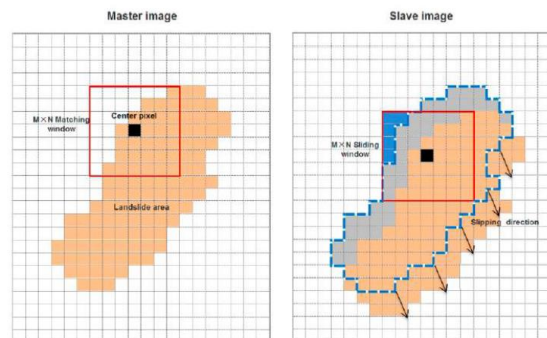 Master image
Slave image
M×N Matching
window
Center pixel
Landslide area
M×N Sliding
window
Slipping direction